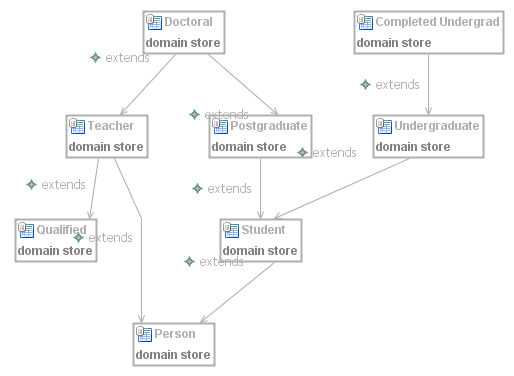 Doctoral
domain store
Completed Undergrad
domain store
extends
extends
Teacher
domain store
extends
Postgraduate
domain store
extends
Undergraduate
domain store
extends
extends
Qualified
domain store
extends
Student
domain store
extends
Person
domain store